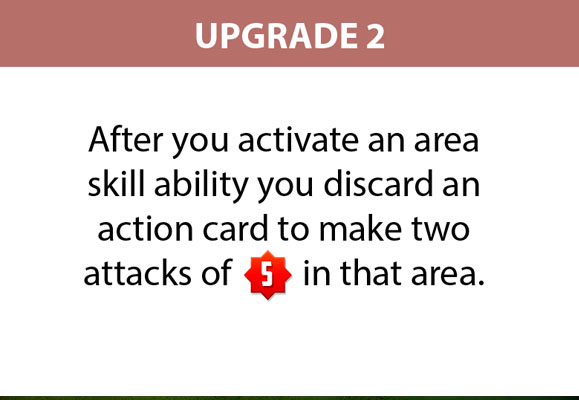 UPGRADE 2
After you activate an area
skill ability you discard an
action card to make two
attacks of 5 in that area.